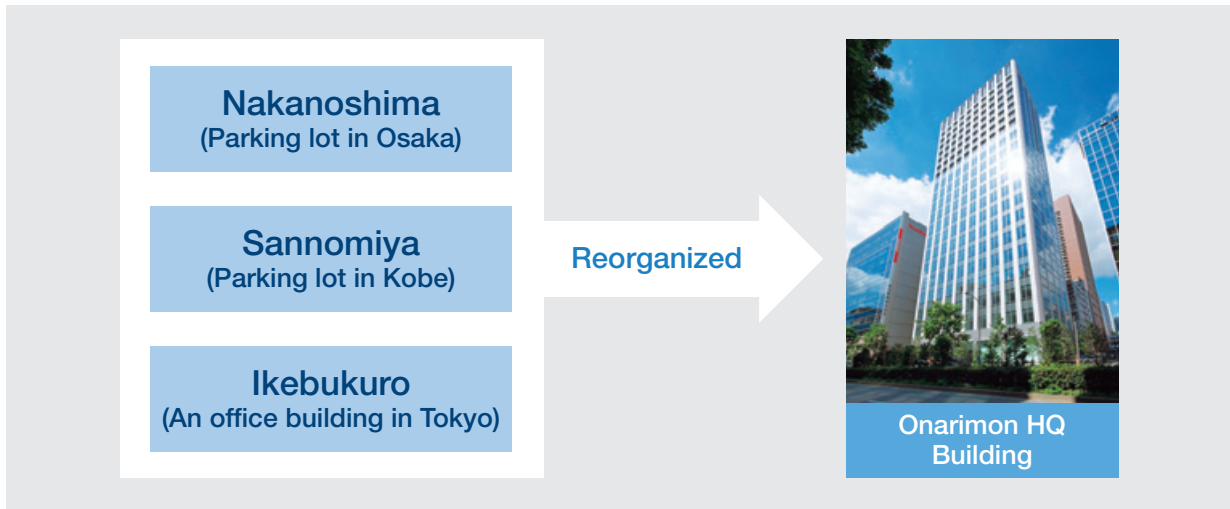 Nakanoshima
(Parking lot in Osaka)
Sannomiya
(Parking lot in Kobe)
Ikebukuro
(An office building in Tokyo)
Reorganized
Onarimon HQ
Building